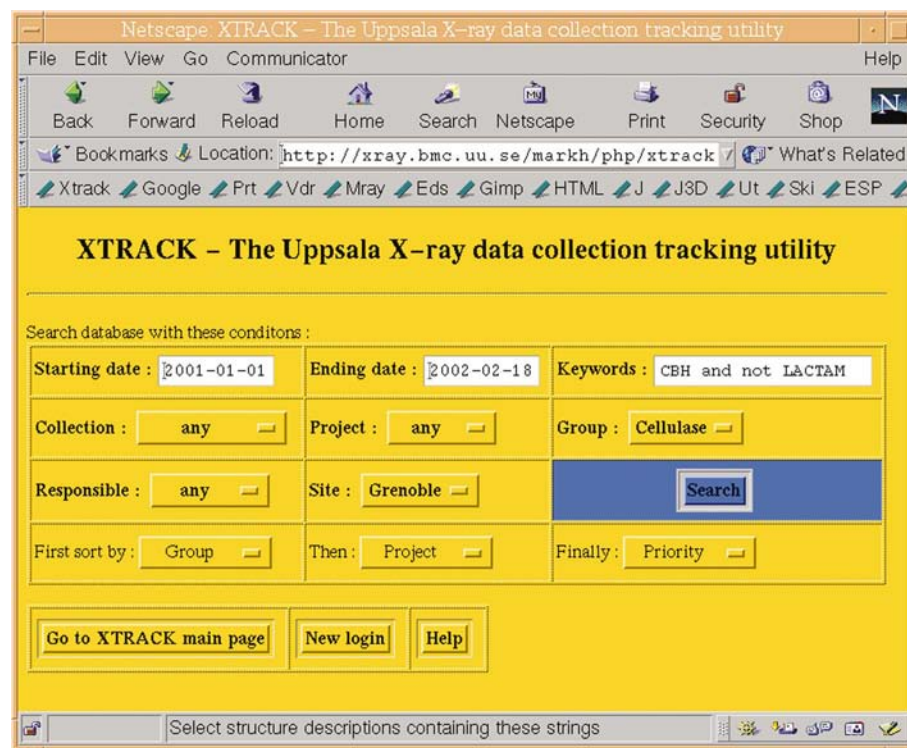 Netscape: XTRACK – The Uppsala X–ray data collection tracking utility
File Edit View Go Communicator Help
Back Forward Reload Home Search Netscape Print Security Shop
My
N
Bookmarks Location: http://xray.bmc.uu.se/markh/php/xtrack What's Related
Xtrack Google Prt Vdr Mray Eds Gimp HTML J J3D Ut Ski ESP
XTRACK – The Uppsala X–ray data collection tracking utility
Search database with these conditons :
Starting date : 2001-01-01 Ending date : 2002-02-18 Keywords : CBH and not LACTAM
Collection : any Project : any Group : Cellulase
Responsible : any Site : Grenoble Search
First sort by : Group Then : Project Finally : Priority
Go to XTRACK main page New login Help
Select structure descriptions containing these strings